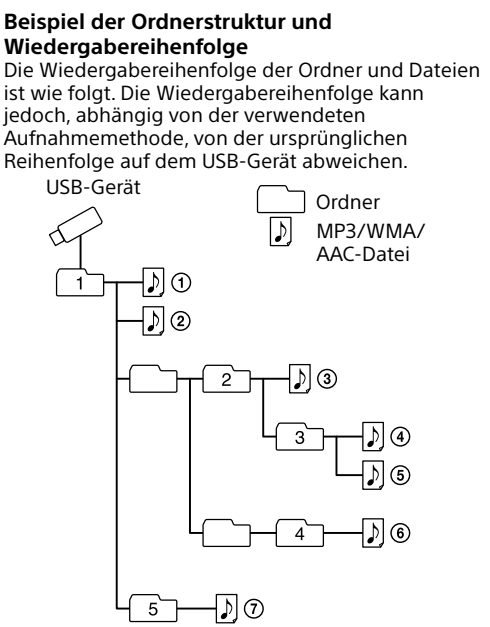 Beispiel der Ordnerstruktur und
Wiedergabereihenfolge
Die Wiedergabereihenfolge der Ordner und Dateien
ist wie folgt. Die Wiedergabereihenfolge kann
jedoch, abhängig von der verwendeten
Aufnahmemethode, von der ursprünglichen
Reihenfolge auf dem USB-Gerät abweichen.
USB-Gerät
Ordner
MP3/WMA/
AAC-Datei
1 ①
②
2 ③
3 ④
⑤
4 ⑥
5 ⑦